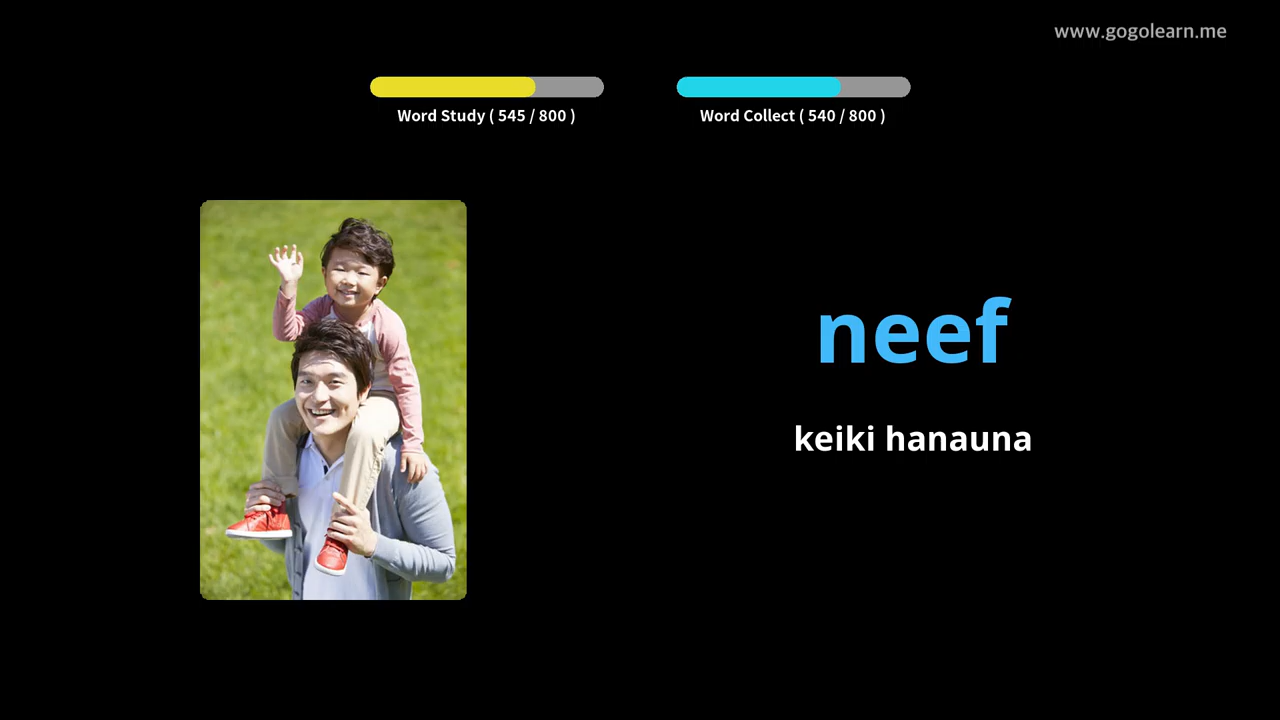 www.gogolearn.me
Word Study ( 545 / 800 )
Word Collect ( 540 / 800 )
neef
keiki hanauna